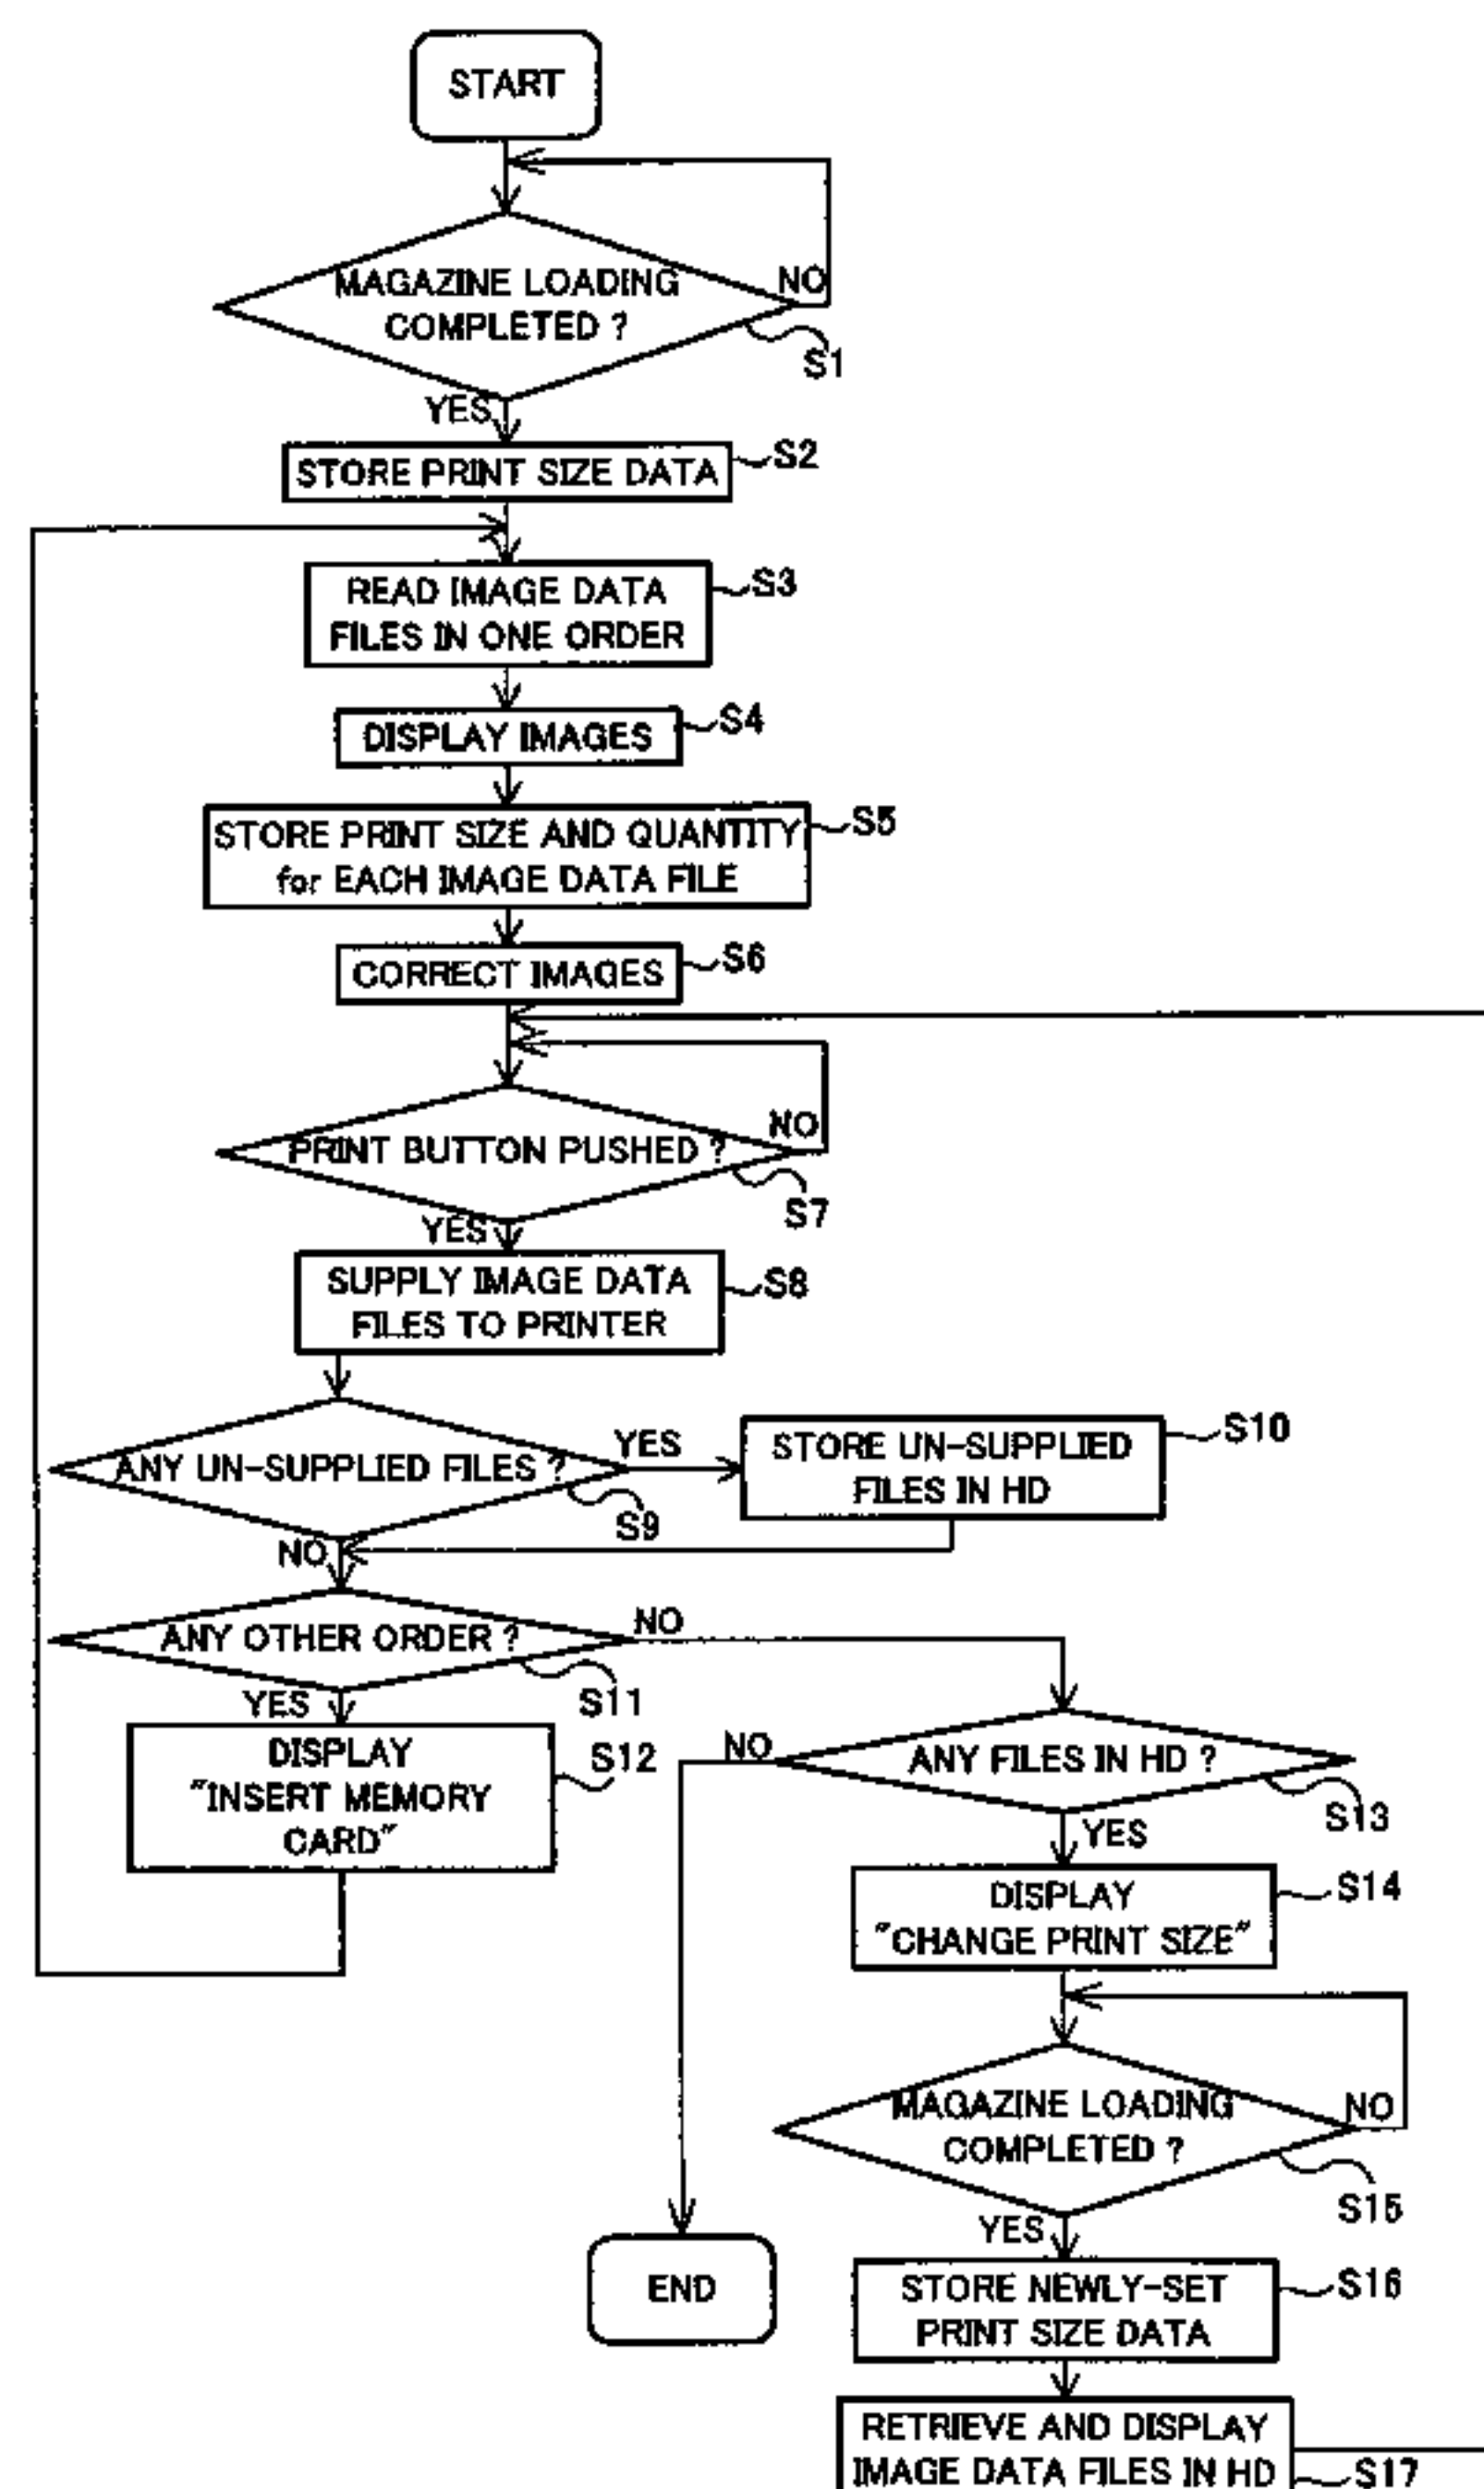 START
MAGAZINE LOADING
COMPLETED ?
NO
S1
YES
STORE PRINT SIZE DATA
S2
READ IMAGE DATA
FILES IN ONE ORDER
S3
DISPLAY IMAGES
S4
STORE PRINT SIZE AND QUANTITY
for EACH IMAGE DATA FILE
S5
CORRECT IMAGES
S6
PRINT BUTTON PUSHED ?
NO
S7
YES
SUPPLY IMAGE DATA
FILES TO PRINTER
S8
ANY UN-SUPPLIED FILES ?
YES
S9
STORE UN-SUPPLIED
FILES IN HD
S10
NO
ANY OTHER ORDER ?
NO
S11
YES
DISPLAY
"INSERT MEMORY
CARD"
S12
NO
ANY FILES IN HD ?
S13
YES
DISPLAY
"CHANGE PRINT SIZE"
S14
MAGAZINE LOADING
COMPLETED ?
NO
S15
YES
END
STORE NEWLY-SET
PRINT SIZE DATA
S16
RETRIEVE AND DISPLAY
IMAGE DATA FILES IN HD
S17